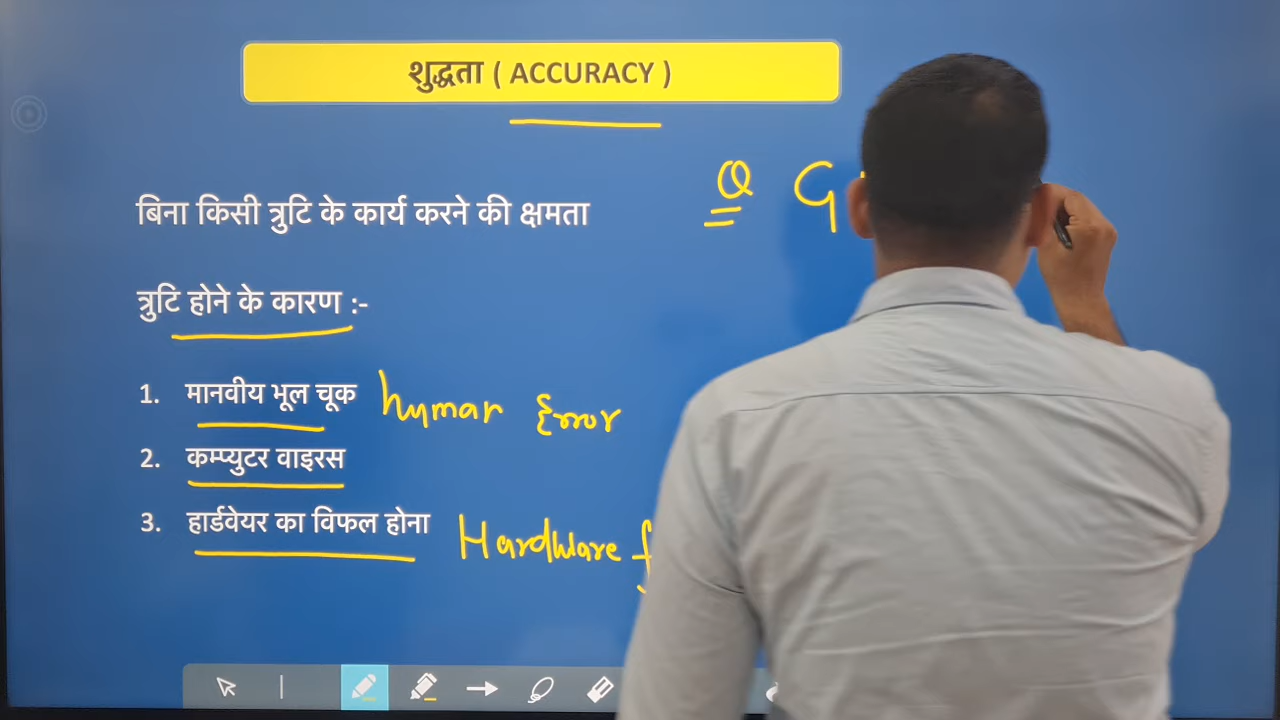 शुद्धता ( ACCURACY )
Q G
बिना किसी त्रुटि के कार्य करने की क्षमता
त्रुटि होने के कारण :-
1. मानवीय भूल चूक human Error
2. कम्प्युटर वाइरस
3. हार्डवेयर का विफल होना Hardware f